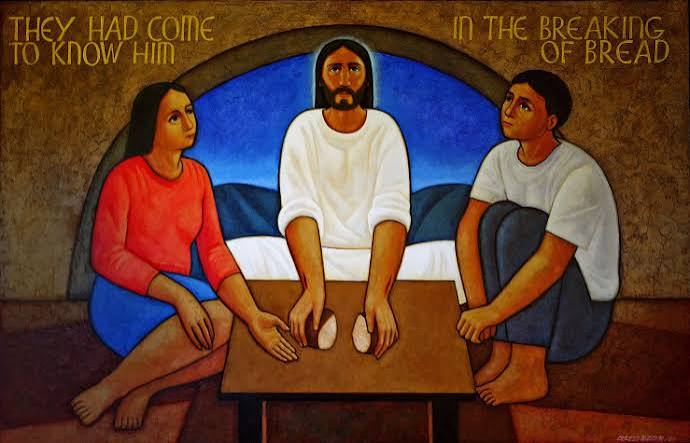 THEY HAD COME
TO KNOW HIM
IN THE BREAKING
OF BREAD